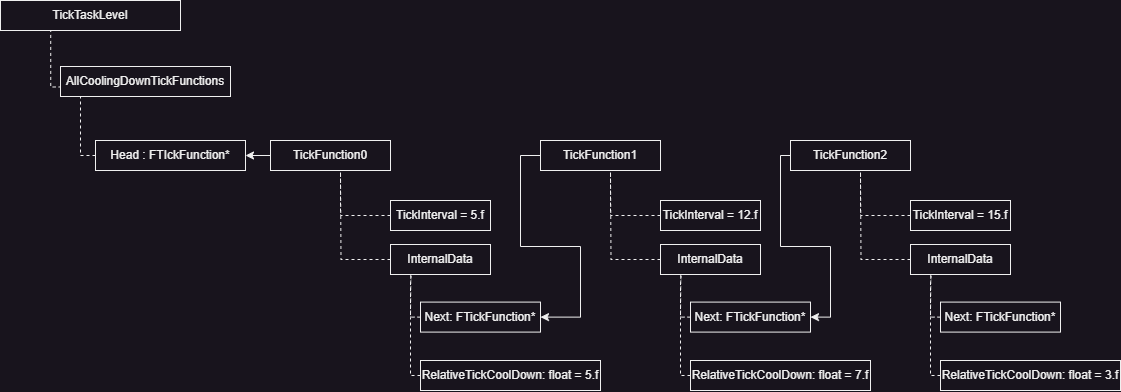 TickTaskLevel
AllCoolingDownTickFunctions
Head : FTIckFunction*
TickFunction0
TickFunction1
TickFunction2
TickInterval = 5.f
TickInterval = 12.f
TickInterval = 15.f
InternalData
InternalData
InternalData
Next: FTickFunction*
Next: FTickFunction*
Next: FTickFunction*
RelativeTickCoolDown: float = 5.f
RelativeTickCoolDown: float = 7.f
RelativeTickCoolDown: float = 3.f